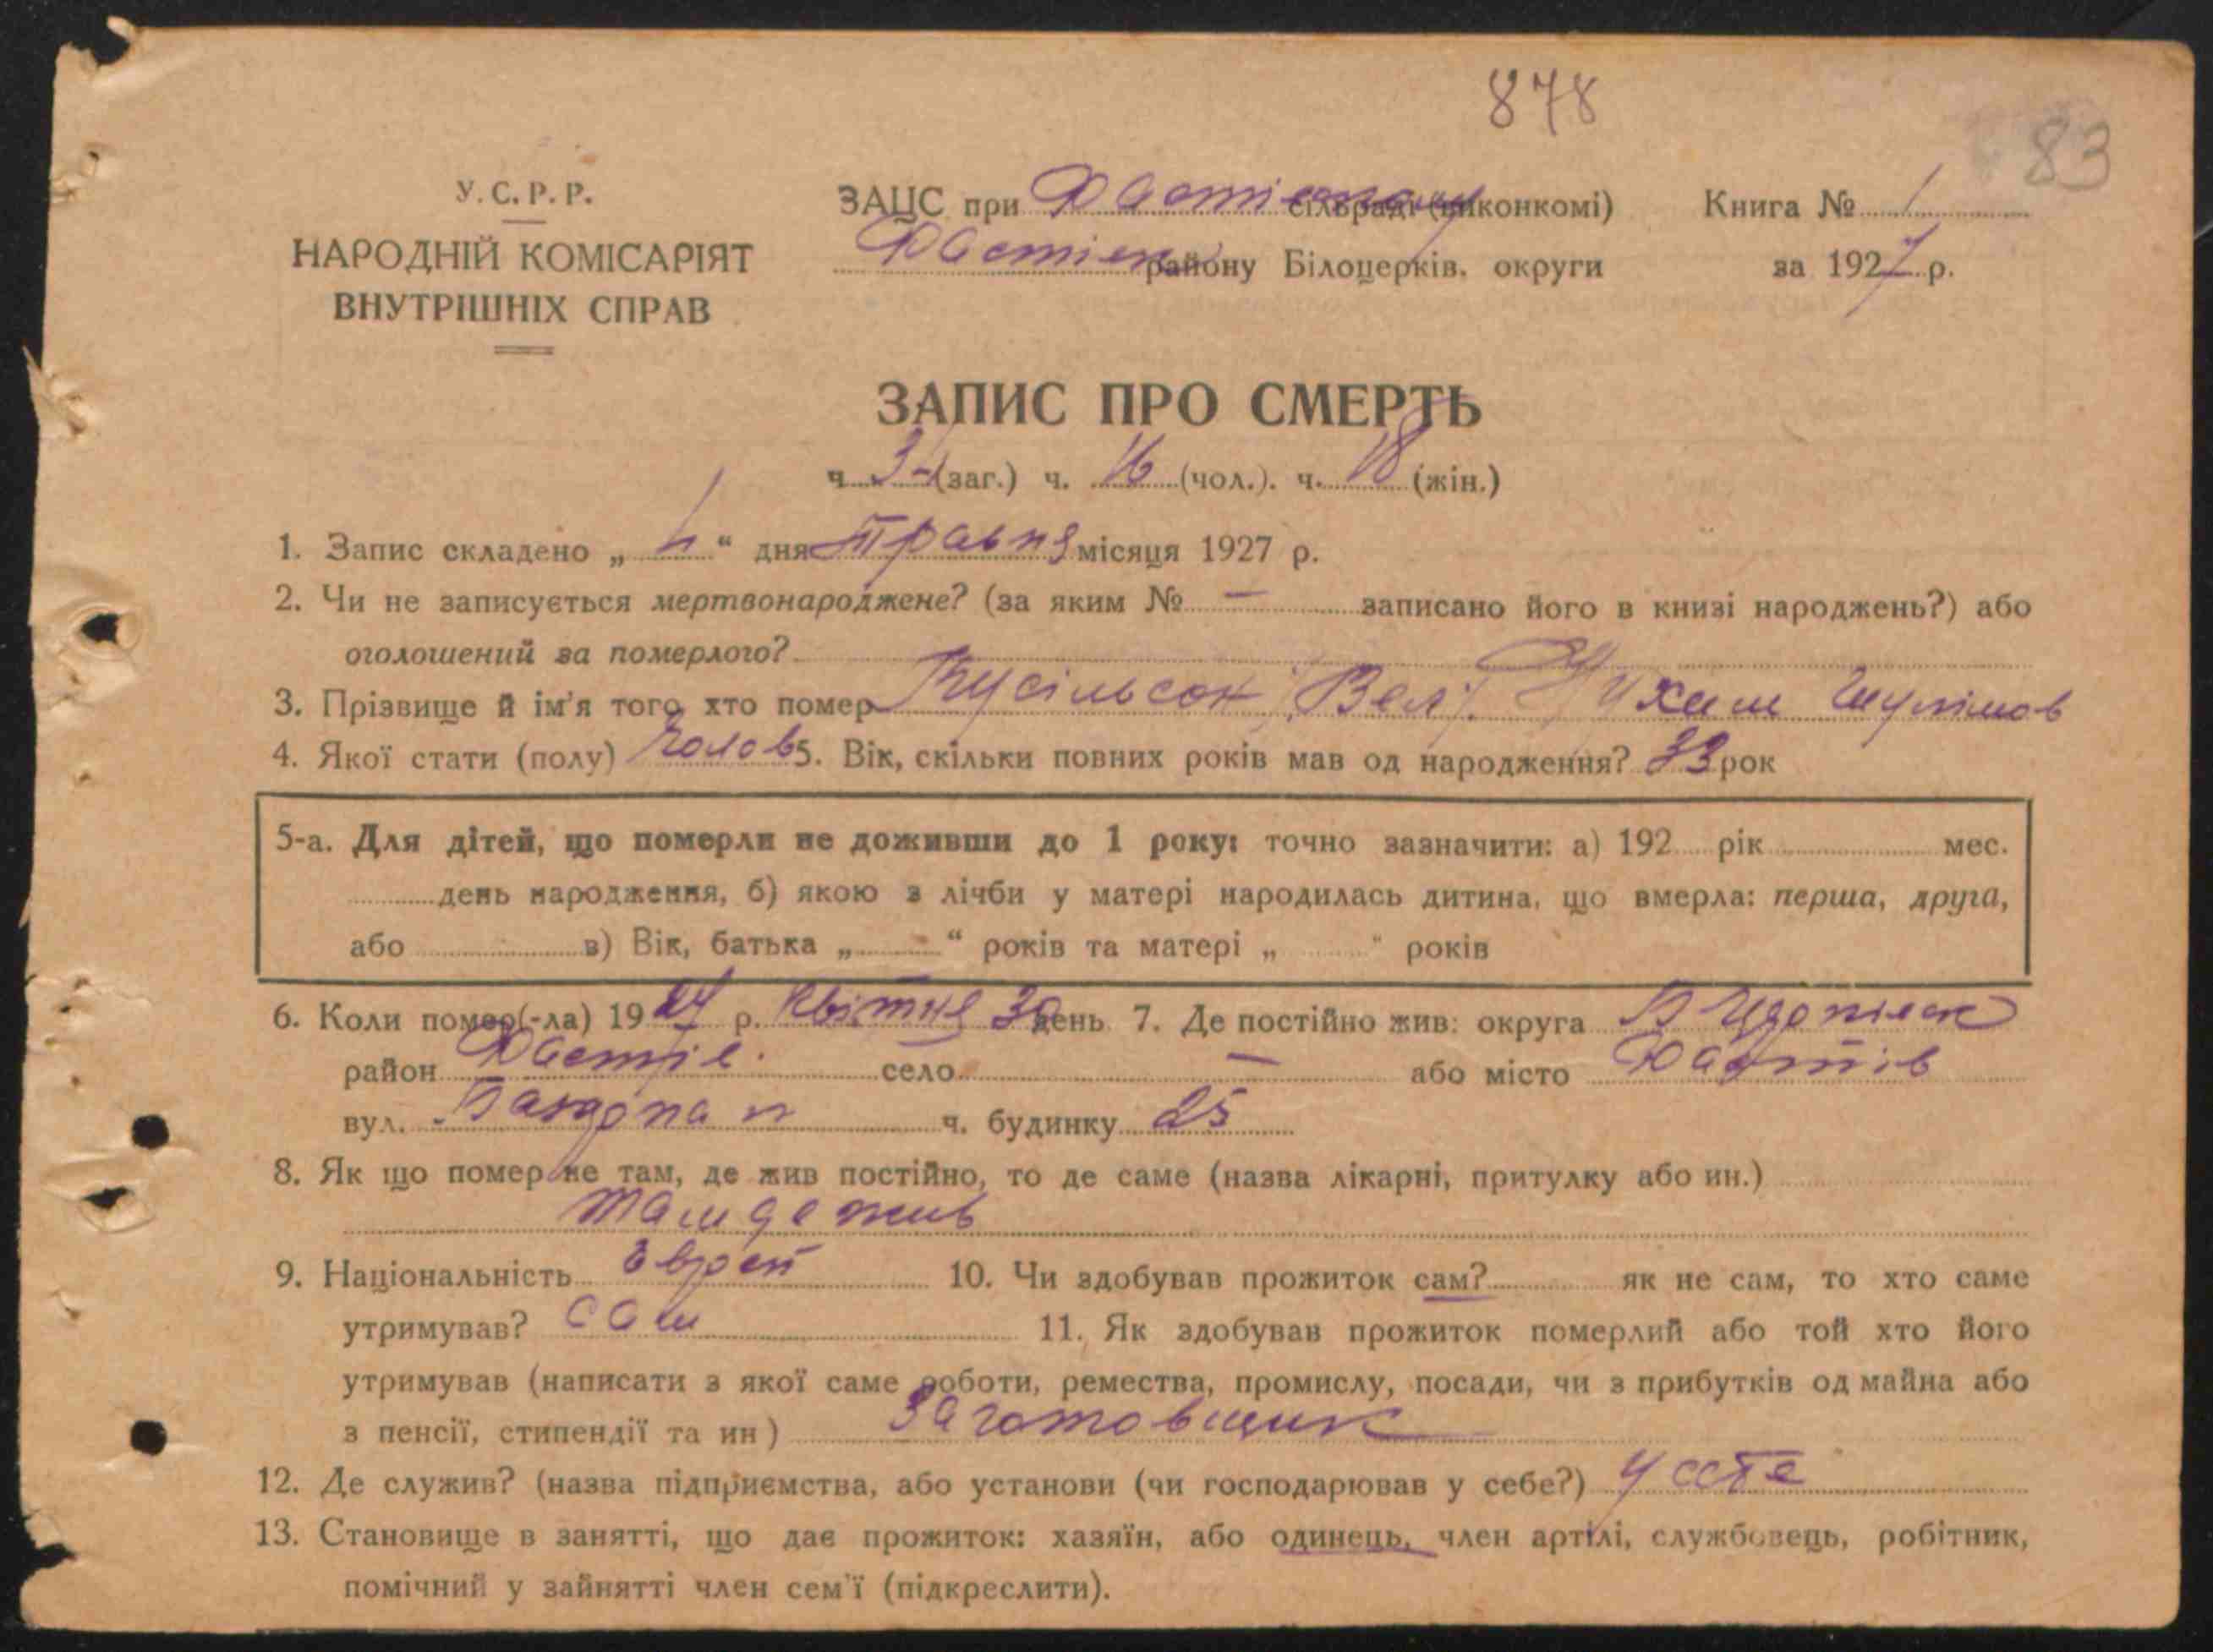 878
83
У.С.Р.Р.
НАРОДНІЙ КОМІСАРІЯТ
ВНУТРІШНІХ СПРАВ
ЗАЦС при сільраді (виконкомі)
району Білоцерків. округи
Книга № 1
за 1927 р.
ЗАПИС ПРО СМЕРТЬ
ч. (заг.) ч. 16 (чол.). ч. 18 (жін.)
1. Запис складено „ “ дня травня місяця 1927 р.
2. Чи не записується мертвонароджене? (за яким № — записано його в книзі народжень?) або
оголошений за померлого?
3. Прізвище й ім'я того хто помер
4. Якої стати (полу) Чолов 5. Вік, скільки повних років мав од народження? 33 рок
5-а. Для дітей, що померли не доживши до 1 року: точно зазначити: а) 192 рік мес.
день народження, б) якою з лічби у матері народилась дитина, що вмерла: перша, друга,
або в) Вік, батька „ “ років та матері „ “ років
6. Коли помер(-ла) 1927 р. квітня 30 день 7. Де постійно жив: округа
район Фастів. село — або місто Фастів
вул. ч. будинку 25
8. Як що помер не там, де жив постійно, то де саме (назва лікарні, притулку або ин.)
там де жив
9. Національність Еврей 10. Чи здобував прожиток сам? як не сам, то хто саме
утримував? сам 11. Як здобував прожиток померлий або той хто його
утримував (написати з якої саме роботи, ремества, промислу, посади, чи з прибутків од майна або
з пенсії, стипендії та ин) Заготовщик
12. Де служив? (назва підприємства, або установи (чи господарював у себе?) у себе
13. Становище в занятті, що дає прожиток: хазяїн, або одинець, член артілі, службовець, робітник,
помічний у зайнятті член сем'ї (підкреслити).